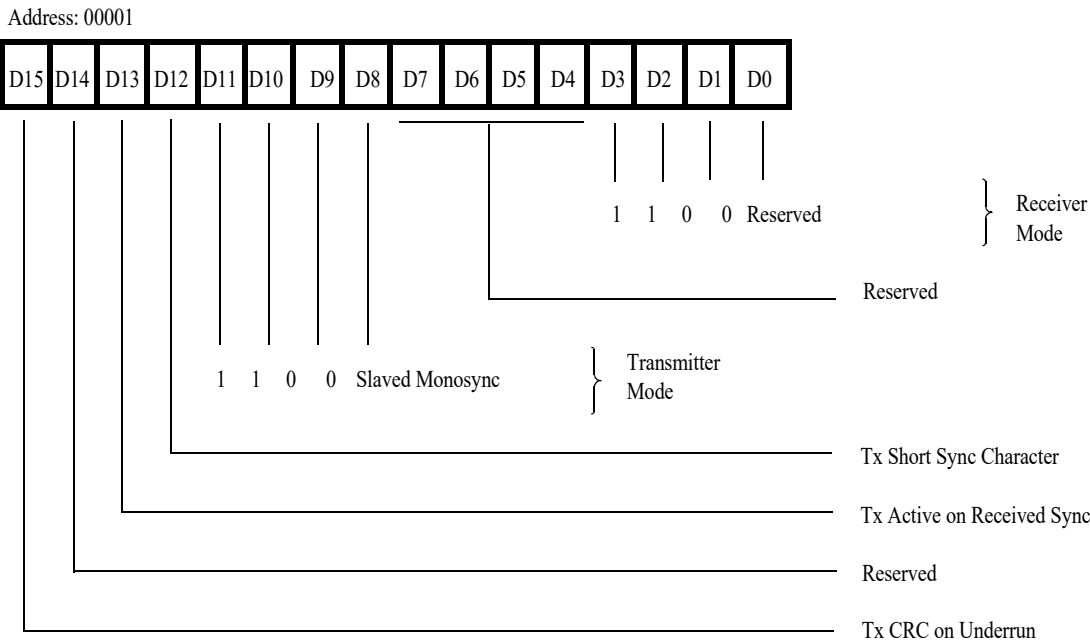 Address: 00001
D15 D14 D13 D12 D11 D10 D9 D8 D7 D6 D5 D4 D3 D2 D1 D0
1 1 0 0 Reserved
Receiver
Mode
Reserved
1 1 0 0 Slaved Monosync
Transmitter
Mode
Tx Short Sync Character
Tx Active on Received Sync
Reserved
Tx CRC on Underrun